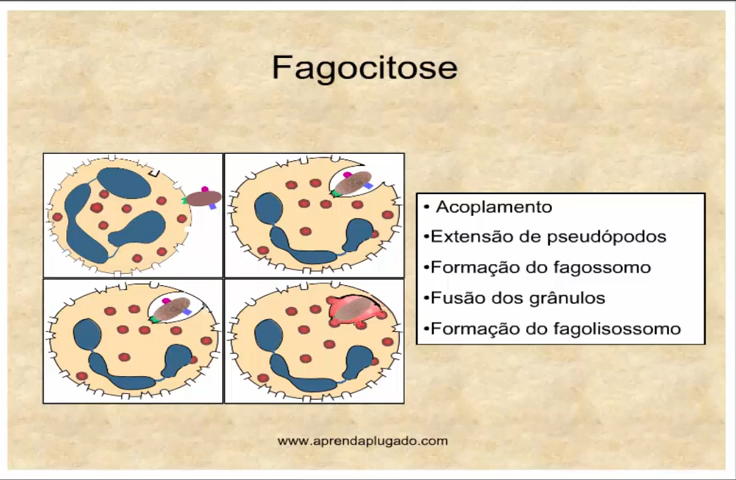 Fagocitose
• Acoplamento
•Extensão de pseudópodos
•Formação do fagossomo
•Fusão dos grânulos
•Formação do fagolisossomo
www.aprendaplugado.com